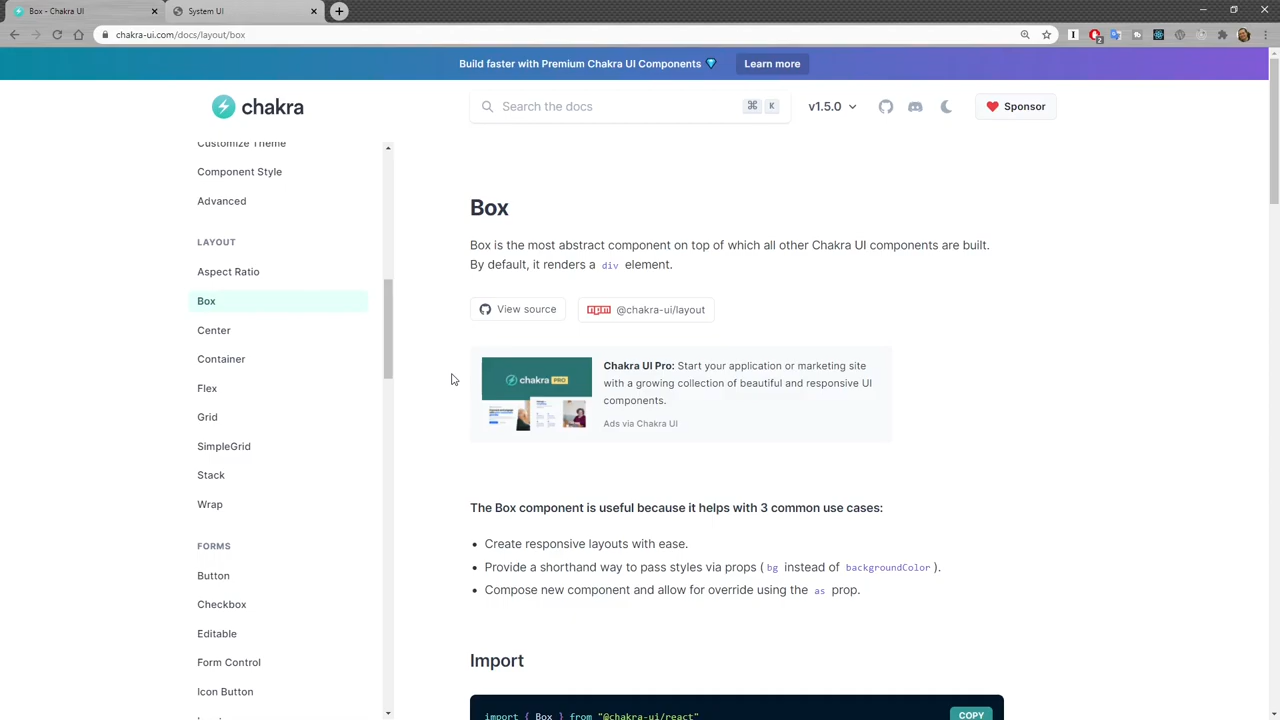 Box - Chakra UI
System UI
chakra-ui.com/docs/layout/box
Build faster with Premium Chakra UI Components
Learn more
chakra
Search the docs
⌘ K
v1.5.0
Sponsor
Customize Theme
Component Style
Advanced
LAYOUT
Aspect Ratio
Box
Center
Container
Flex
Grid
SimpleGrid
Stack
Wrap
FORMS
Button
Checkbox
Editable
Form Control
Icon Button
Box
Box is the most abstract component on top of which all other Chakra UI components are built.
By default, it renders a div element.
View source
npm @chakra-ui/layout
chakra PRO
Chakra UI Pro: Start your application or marketing site
with a growing collection of beautiful and responsive UI
components.
Ads via Chakra UI
The Box component is useful because it helps with 3 common use cases:
• Create responsive layouts with ease.
• Provide a shorthand way to pass styles via props ( bg instead of backgroundColor ).
• Compose new component and allow for override using the as prop.
Import
import { Box } from "@chakra-ui/react"
COPY